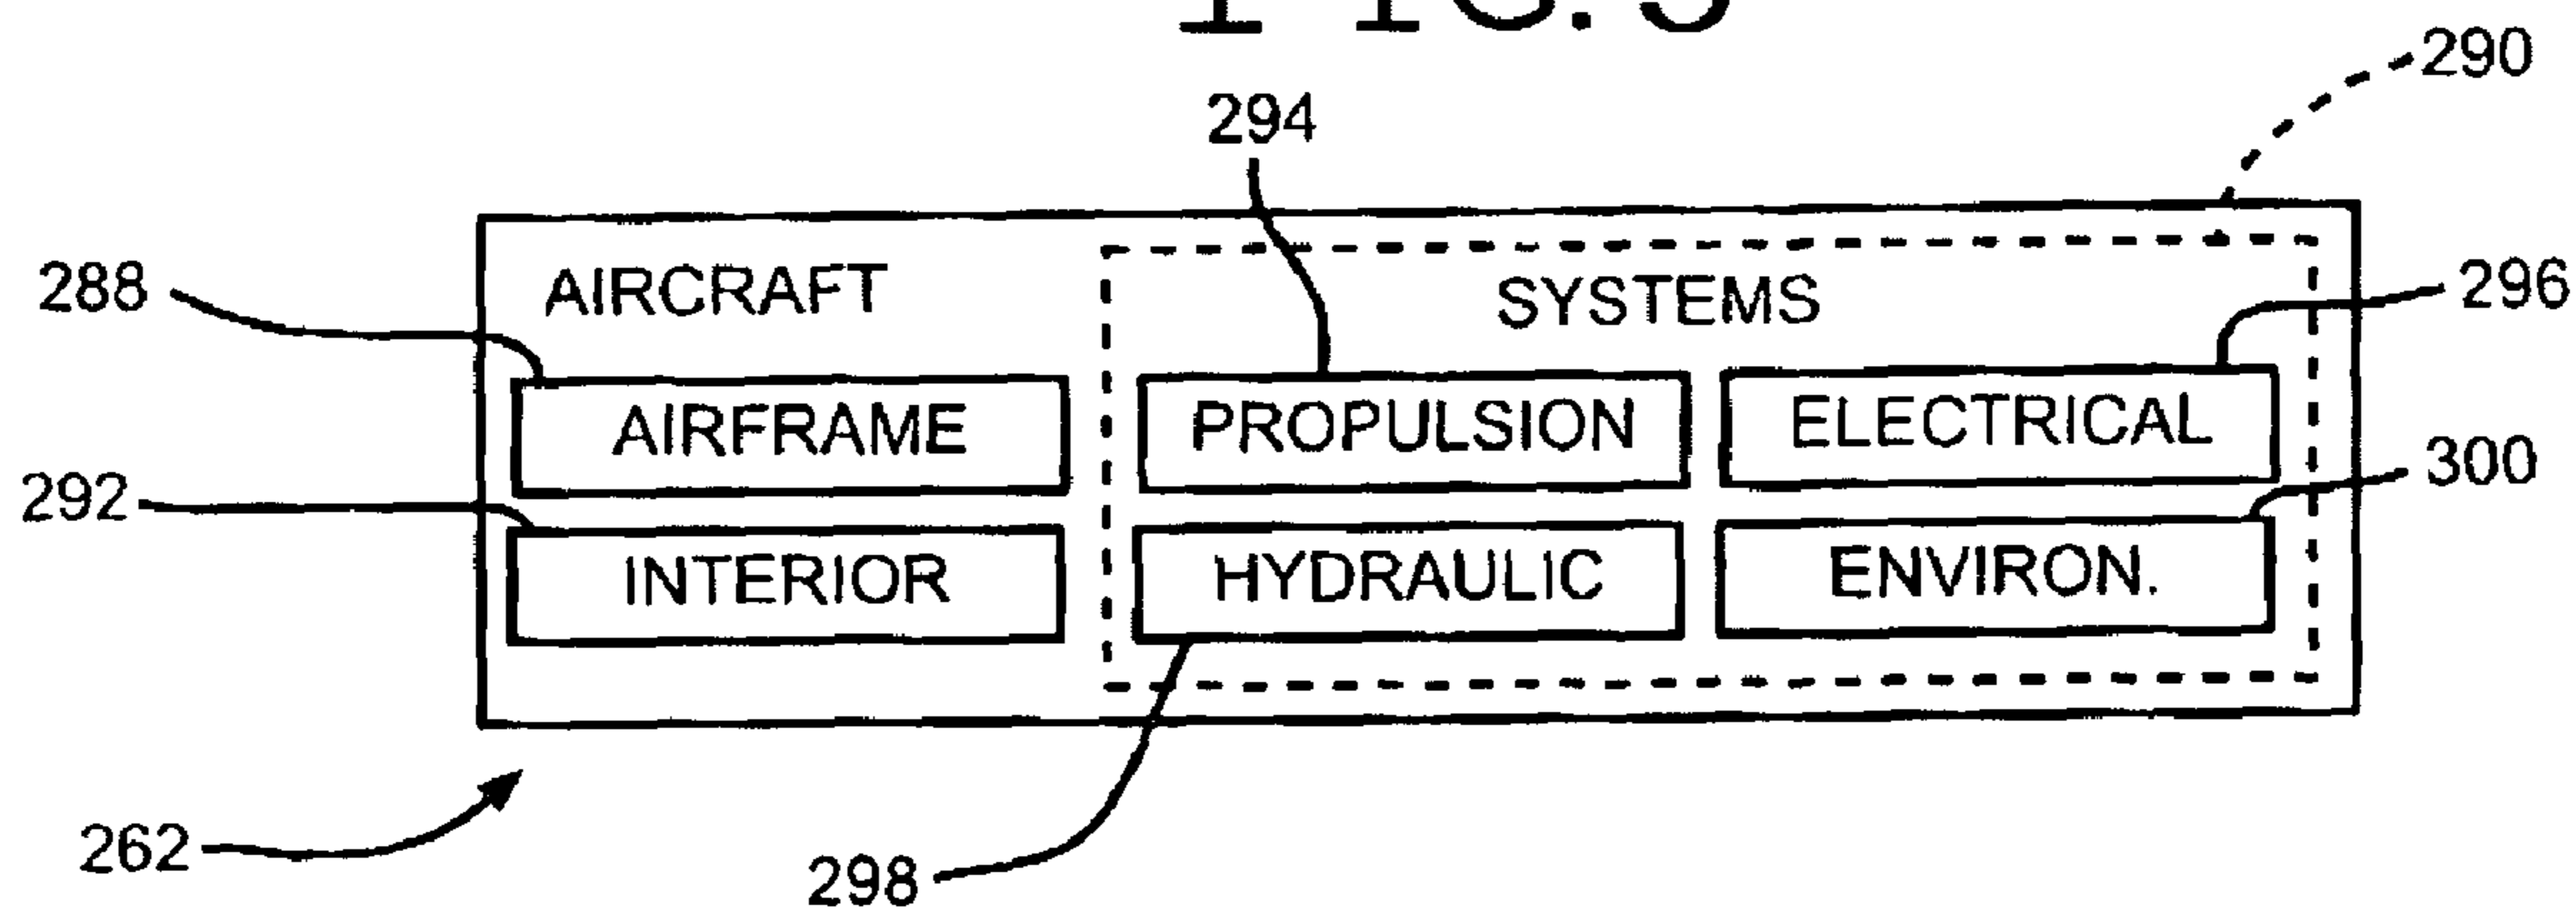 290
294
AIRCRAFT
SYSTEMS
288
296
AIRFRAME
PROPULSION
ELECTRICAL
292
300
INTERIOR
HYDRAULIC
ENVIRON.
262
298